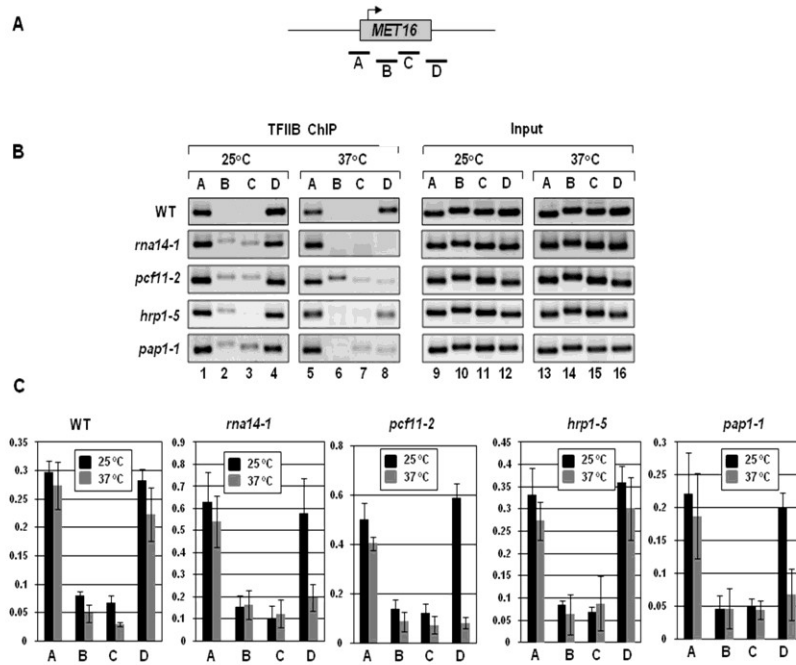 A
MET16
A
B
C
D
TFIIB ChIP
Input
B
25°C
37°C
25°C
37°C
A B C D A B C D A B C D A B C D
WT
rna14-1
pcf11-2
hrp1-5
pap1-1
1 2 3 4 5 6 7 8 9 10 11 12 13 14 15 16
C
WT
0.35
0.3
0.25
0.2
0.15
0.1
0.05
0
25°C
37°C
A B C D
rna14-1
0.9
0.8
0.7
0.6
0.5
0.4
0.3
0.2
0.1
0
25°C
37°C
A B C D
pcf11-2
0.8
0.6
0.4
0.2
0
25°C
37°C
A B C D
hrp1-5
0.45
0.4
0.35
0.3
0.25
0.2
0.15
0.1
0.05
0
25°C
37°C
A B C D
pap1-1
0.3
0.25
0.2
0.15
0.1
0.05
0
25°C
37°C
A B C D